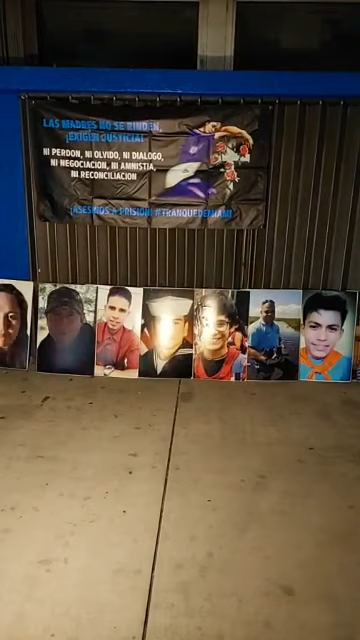 LAS MADRES NO SE RINDEN,
¡EXIGEN JUSTICIA!
NI PERDON, NI OLVIDO, NI DIALOGO,
NI NEGOCIACION, NI AMNISTIA,
NI RECONCILIACION
¡ASESINOS A PRISION! #TRANQUEDEMIAMI